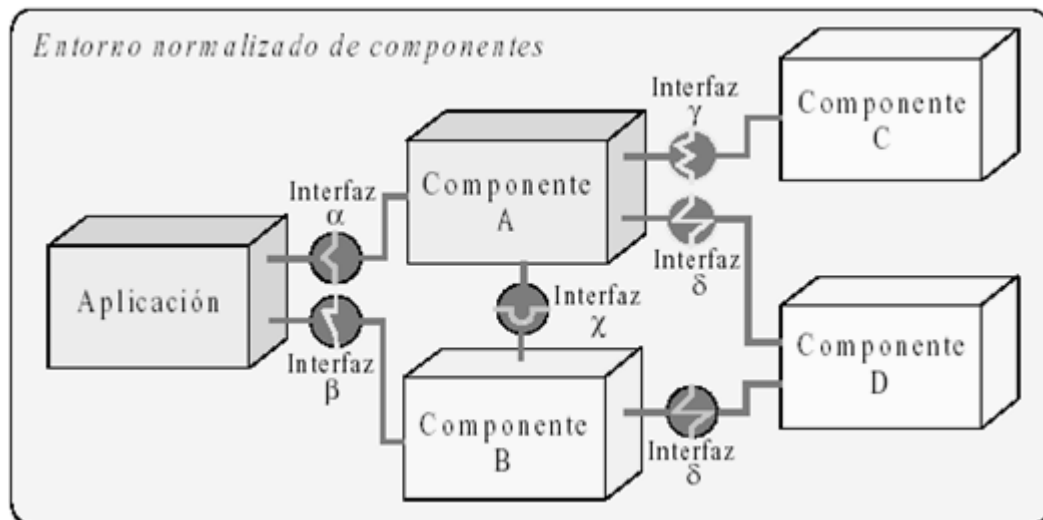 Entorno normalizado de componentes
Interfaz
γ
Componente
C
Interfaz
α
Componente
A
Interfaz
δ
Aplicación
Interfaz
χ
Interfaz
β
Componente
B
Componente
D
Interfaz
δ